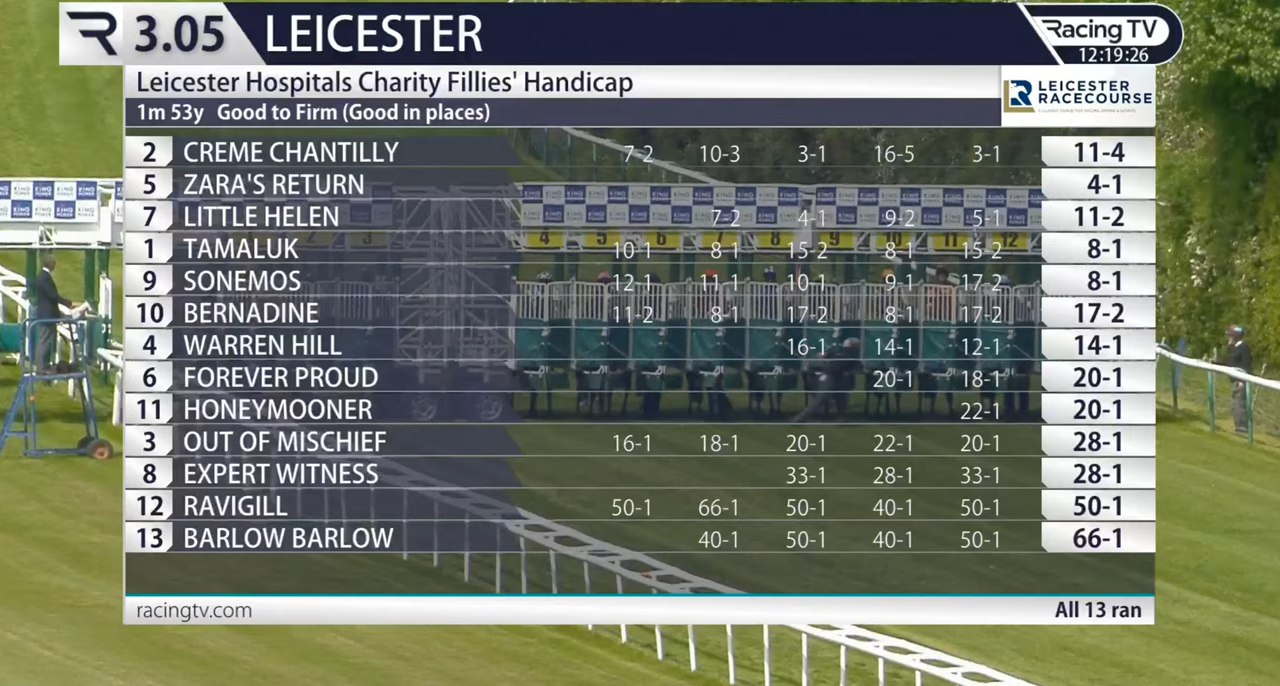 3.05 LEICESTER Racing TV
12:19:26
Leicester Hospitals Charity Fillies' Handicap
LEICESTER
RACECOURSE
1m 53y Good to Firm (Good in places)
2 CREME CHANTILLY 7-2 10-3 3-1 16-5 3-1 11-4
5 ZARA'S RETURN 4-1
7 LITTLE HELEN 7-2 4-1 9-2 5-1 11-2
1 TAMALUK 10-1 8-1 15-2 8-1 15-2 8-1
9 SONEMOS 12-1 11-1 10-1 9-1 17-2 8-1
10 BERNADINE 11-2 8-1 17-2 8-1 17-2 17-2
4 WARREN HILL 16-1 14-1 12-1 14-1
6 FOREVER PROUD 20-1 18-1 20-1
11 HONEYMOONER 22-1 20-1
3 OUT OF MISCHIEF 16-1 18-1 20-1 22-1 20-1 28-1
8 EXPERT WITNESS 33-1 28-1 33-1 28-1
12 RAVIGILL 50-1 66-1 50-1 40-1 50-1 50-1
13 BARLOW BARLOW 40-1 50-1 40-1 50-1 66-1
4 5 6 7 8 9 10 11 12
racingtv.com All 13 ran